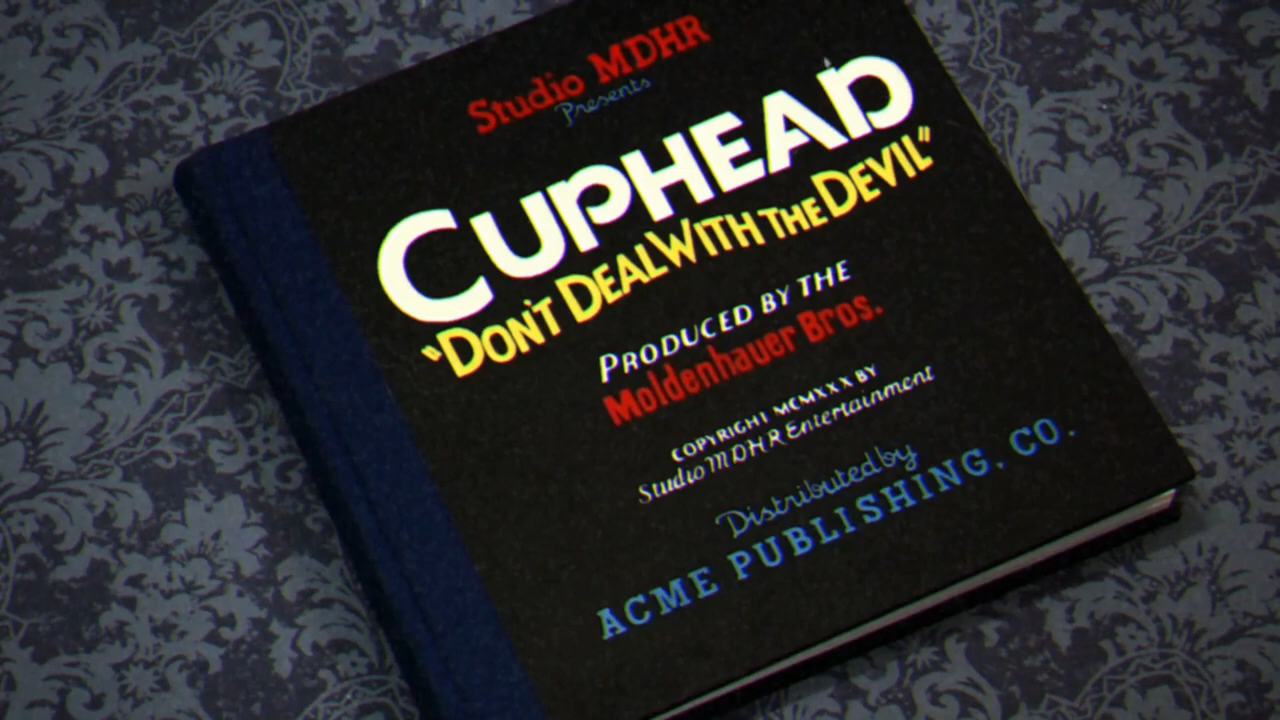 Studio MDHR
Presents
CUPHEAD
"DON'T DEAL WITH THE DEVIL"
PRODUCED BY THE
Moldenhauer Bros.
COPYRIGHT MCMXXX BY
Studio MDHR Entertainment
Distributed by
ACME PUBLISHING. CO.